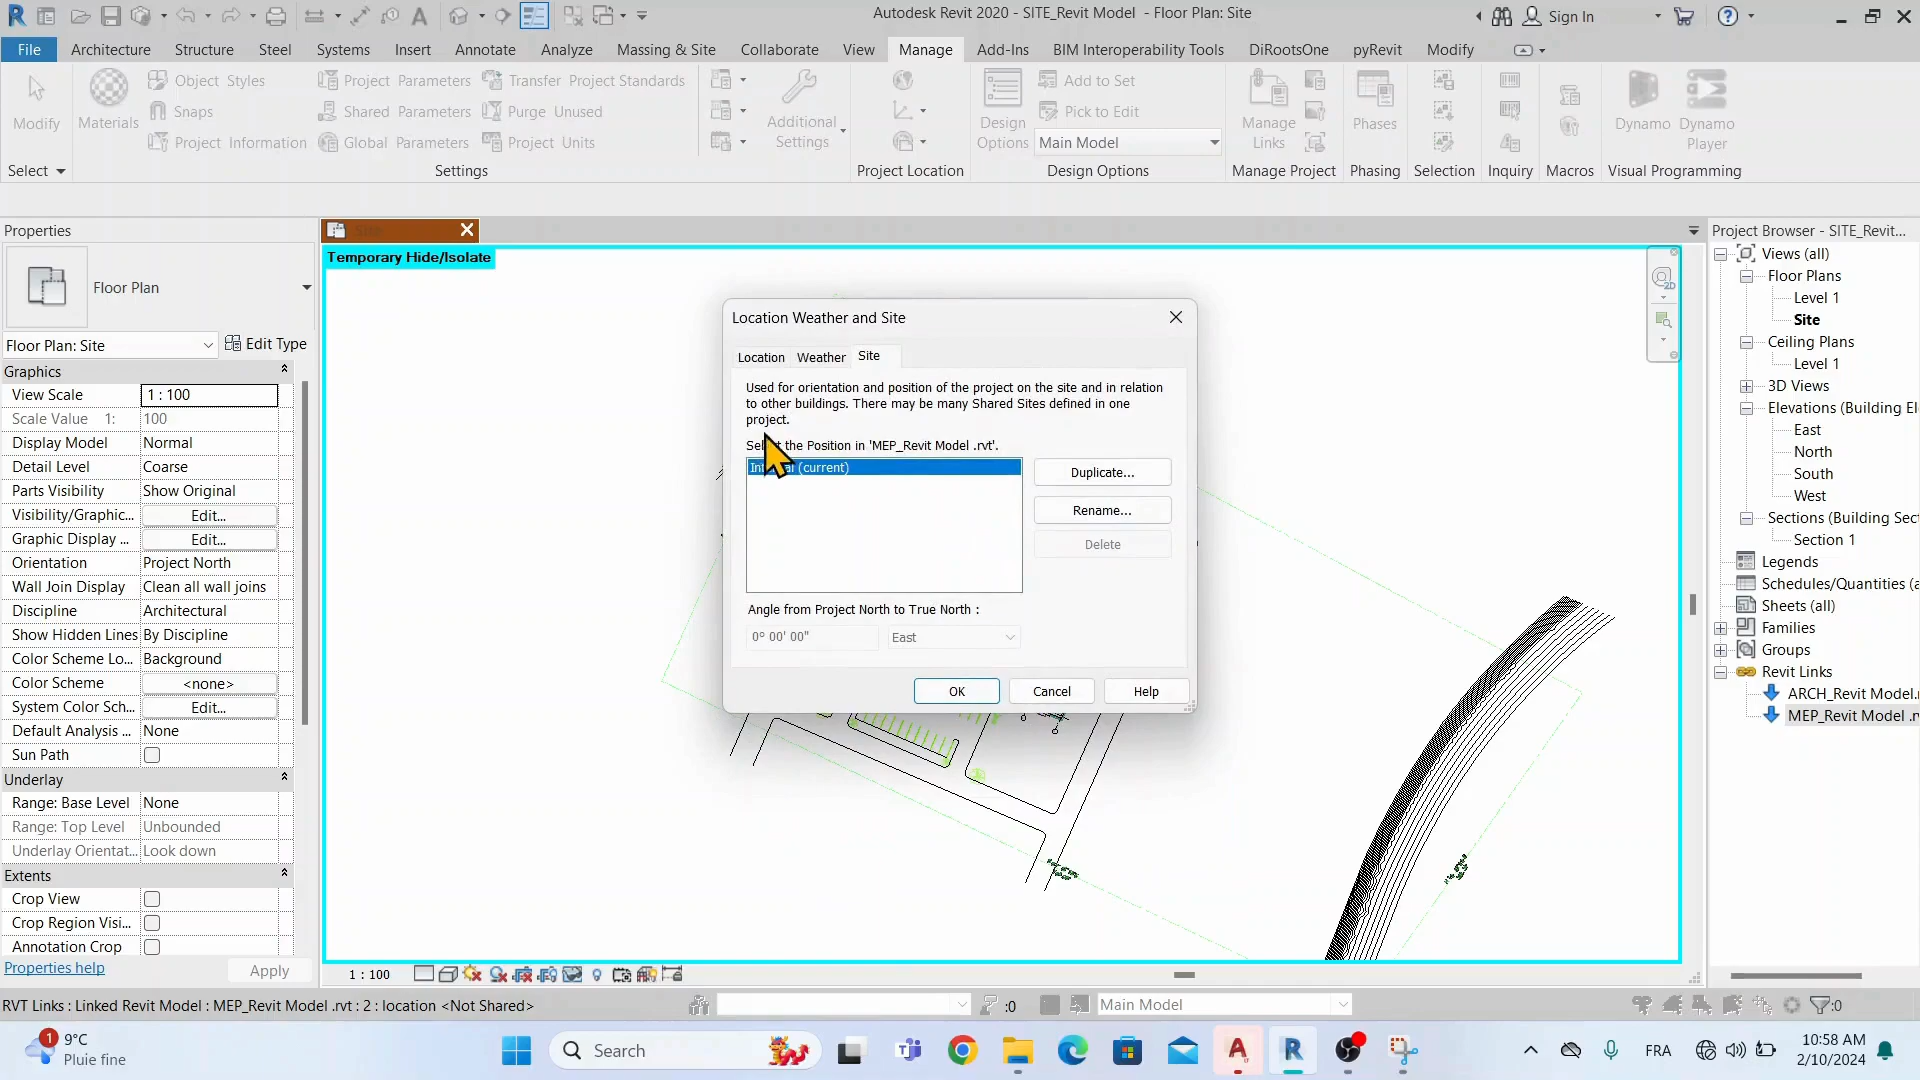 Autodesk Revit 2020 - SITE_Revit Model - Floor Plan: Site
Sign In
File Architecture Structure Steel Systems Insert Annotate Analyze Massing & Site Collaborate View Manage Add-Ins BIM Interoperability Tools DiRootsOne pyRevit Modify
Modify
Materials
Object Styles
Snaps
Project Information
Project Parameters
Shared Parameters
Global Parameters
Transfer Project Standards
Purge Unused
Project Units
Additional Settings
Design Options
Add to Set
Pick to Edit
Main Model
Manage Links
Phases
Dynamo
Dynamo Player
Select Settings Project Location Design Options Manage Project Phasing Selection Inquiry Macros Visual Programming
Properties
Floor Plan
Floor Plan: Site
Edit Type
Graphics
View Scale 1 : 100
Scale Value 1: 100
Display Model Normal
Detail Level Coarse
Parts Visibility Show Original
Visibility/Graphic... Edit...
Graphic Display ... Edit...
Orientation Project North
Wall Join Display Clean all wall joins
Discipline Architectural
Show Hidden Lines By Discipline
Color Scheme Lo... Background
Color Scheme <none>
System Color Sch... Edit...
Default Analysis ... None
Sun Path
Underlay
Range: Base Level None
Range: Top Level Unbounded
Underlay Orientat... Look down
Extents
Crop View
Crop Region Visi...
Annotation Crop
Properties help
Apply
Site
Temporary Hide/Isolate
2D
Location Weather and Site
Location Weather Site
Used for orientation and position of the project on the site and in relation
to other buildings. There may be many Shared Sites defined in one
project.
the Position in 'MEP_Revit Model .rvt'.
(current)
Duplicate...
Rename...
Delete
Angle from Project North to True North :
0° 00' 00" East
OK Cancel Help
Project Browser - SITE_Revit...
Views (all)
Floor Plans
Level 1
Site
Ceiling Plans
Level 1
3D Views
Elevations (Building El
East
North
South
West
Sections (Building Sec
Section 1
Legends
Schedules/Quantities (a
Sheets (all)
Families
Groups
Revit Links
ARCH_Revit Model.r
MEP_Revit Model .r
1 : 100
RVT Links : Linked Revit Model : MEP_Revit Model .rvt : 2 : location <Not Shared>
:0
Main Model
:0
1
9°C
Pluie fine
Search
FRA
10:58 AM
2/10/2024